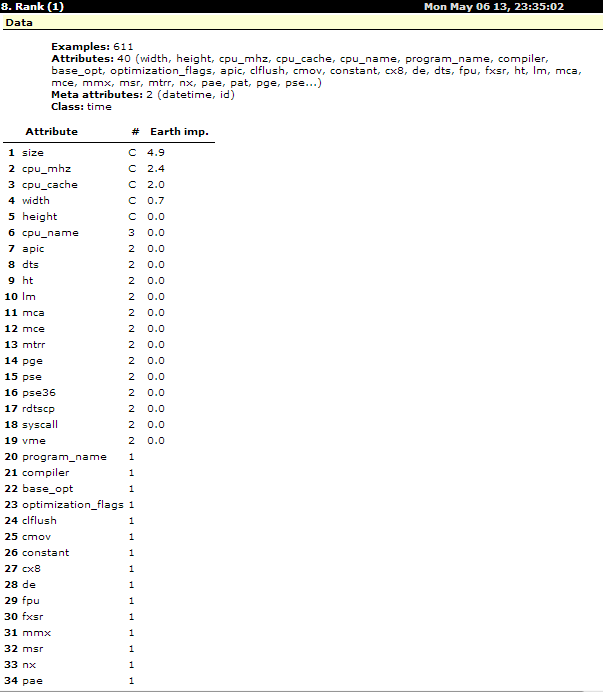 8. Rank (1) Mon May 06 13, 23:35:02
Data
Examples: 611
Attributes: 40 (width, height, cpu_mhz, cpu_cache, cpu_name, program_name, compiler,
base_opt, optimization_flags, apic, clflush, cmov, constant, cx8, de, dts, fpu, fxsr, ht, lm, mca,
mce, mmx, msr, mtrr, nx, pae, pat, pge, pse...)
Meta attributes: 2 (datetime, id)
Class: time
Attribute # Earth imp.
1 size C 4.9
2 cpu_mhz C 2.4
3 cpu_cache C 2.0
4 width C 0.7
5 height C 0.0
6 cpu_name 3 0.0
7 apic 2 0.0
8 dts 2 0.0
9 ht 2 0.0
10 lm 2 0.0
11 mca 2 0.0
12 mce 2 0.0
13 mtrr 2 0.0
14 pge 2 0.0
15 pse 2 0.0
16 pse36 2 0.0
17 rdtscp 2 0.0
18 syscall 2 0.0
19 vme 2 0.0
20 program_name 1
21 compiler 1
22 base_opt 1
23 optimization_flags 1
24 clflush 1
25 cmov 1
26 constant 1
27 cx8 1
28 de 1
29 fpu 1
30 fxsr 1
31 mmx 1
32 msr 1
33 nx 1
34 pae 1